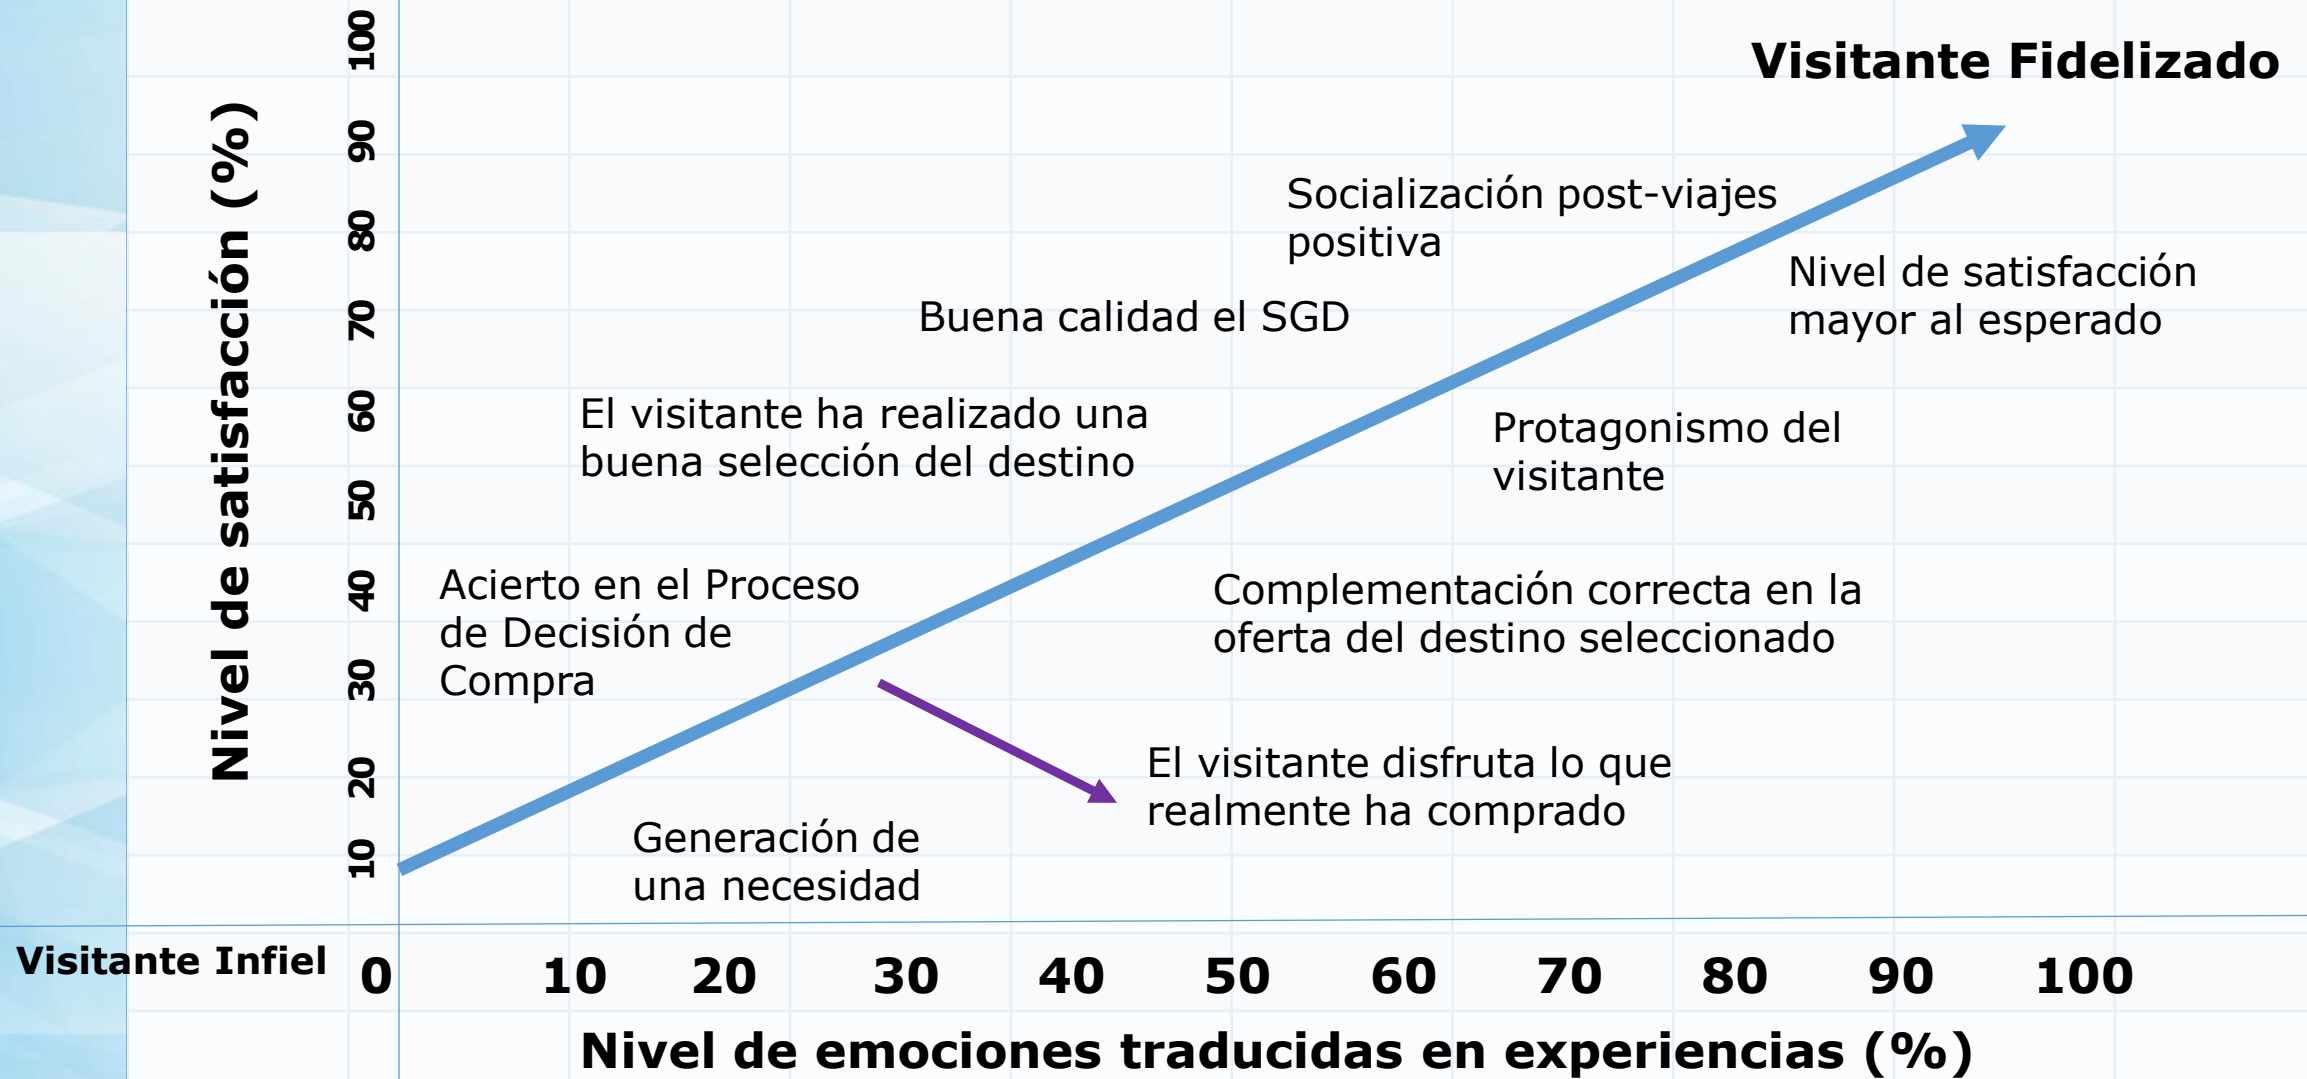 Visitante Fidelizado
Nivel de satisfacción (%)
100
90
80
70
60
50
40
30
20
10
Socialización post-viajes
positiva
Nivel de satisfacción
mayor al esperado
Buena calidad el SGD
El visitante ha realizado una
buena selección del destino
Protagonismo del
visitante
Acierto en el Proceso
de Decisión de
Compra
Complementación correcta en la
oferta del destino seleccionado
El visitante disfruta lo que
realmente ha comprado
Generación de
una necesidad
Visitante Infiel
0 10 20 30 40 50 60 70 80 90 100
Nivel de emociones traducidas en experiencias (%)